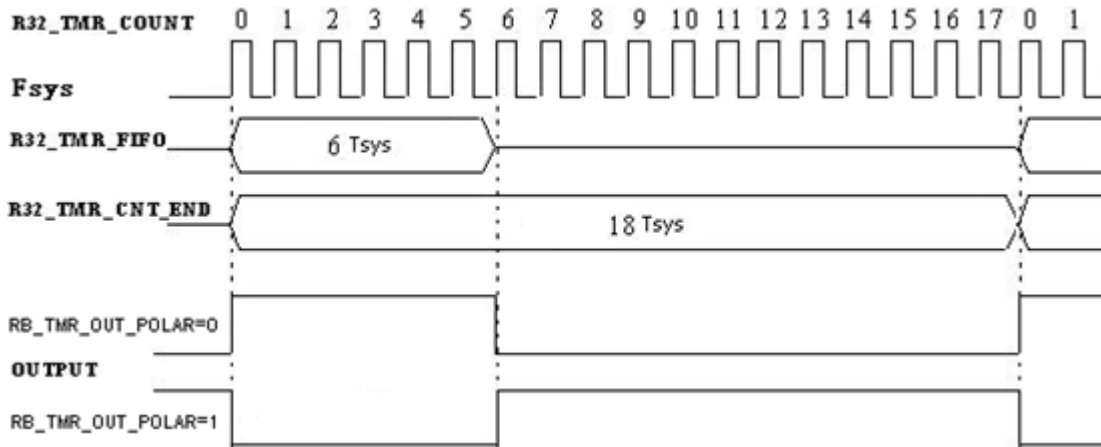 R32_TMR_COUNT 0 1 2 3 4 5 6 7 8 9 10 11 12 13 14 15 16 17 0 1
Fsys
R32_TMR_FIFO 6 Tsys
R32_TMR_CNT_END 18 Tsys
RB_TMR_OUT_POLAR=0
OUTPUT
RB_TMR_OUT_POLAR=1